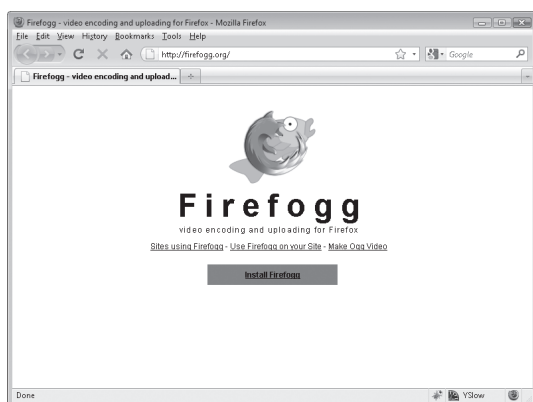 Firefogg - video encoding and uploading for Firefox - Mozilla Firefox
File Edit View History Bookmarks Tools Help
http://firefogg.org/
Google
Firefogg - video encoding and upload...
Firefogg
video encoding and uploading for Firefox
Sites using Firefogg - Use Firefogg on your Site - Make Ogg Video
Install Firefogg
Done
YSlow